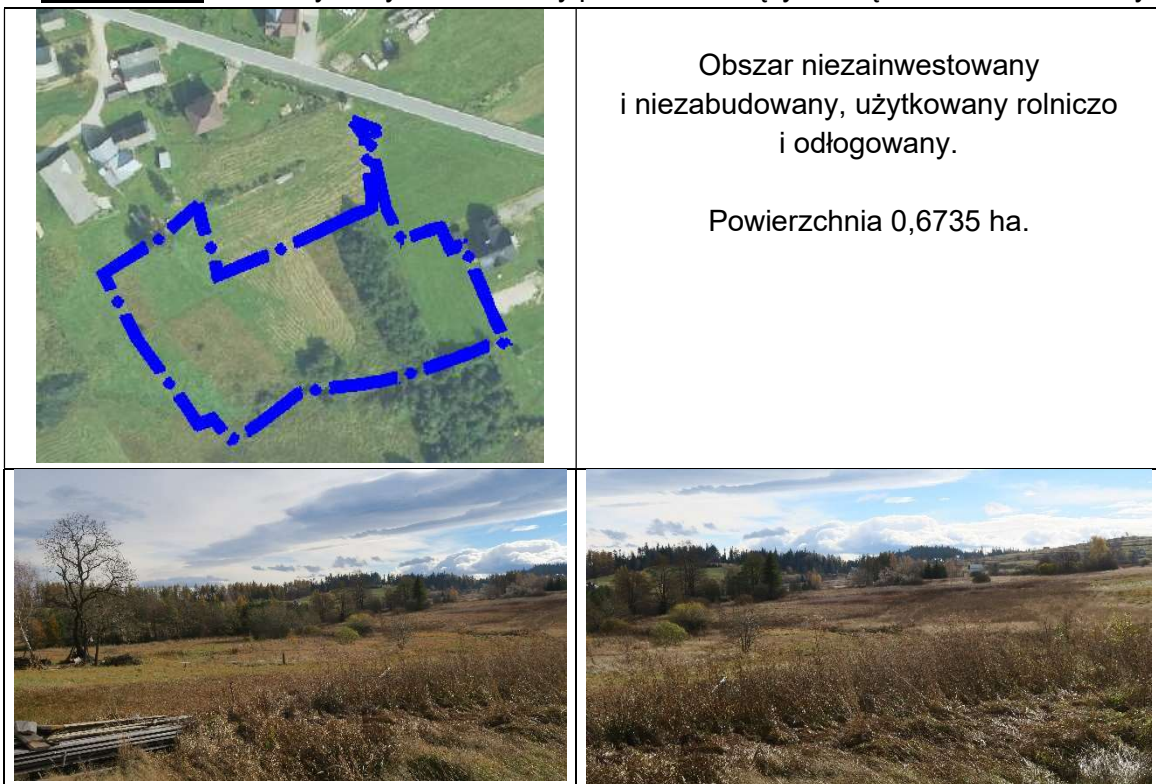 Obszar niezainwestowany
i niezabudowany, użytkowany rolniczo
i odłogowany.
Powierzchnia 0,6735 ha.